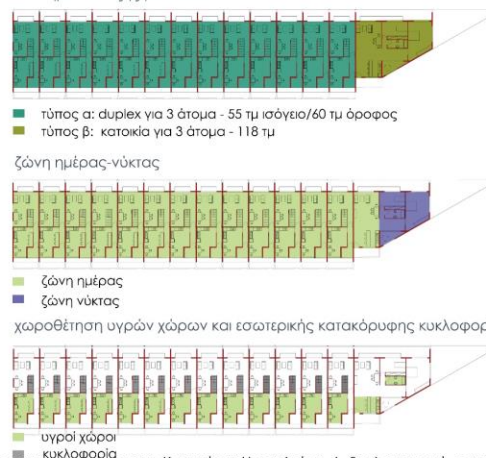 τύπος α: duplex για 3 άτομα - 55 τμ ισόγειο/60 τμ όροφος
τύπος β: κατοικία για 3 άτομα - 118 τμ
ζώνη ημέρας-νύκτας
ζώνη ημέρας
ζώνη νύκτας
χωροθέτηση υγρών χώρων και εσωτερικής κατακόρυφης κυκλοφορ
υγροί χώροι
κυκλοφορία